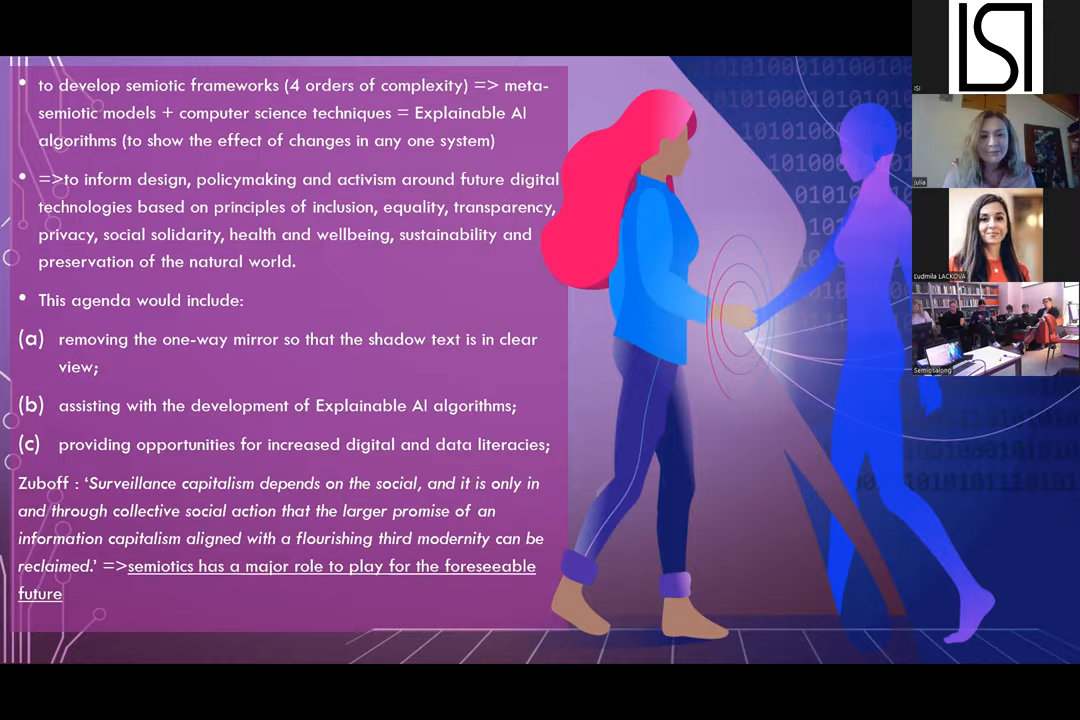 • to develop semiotic frameworks (4 orders of complexity) => meta-
semiotic models + computer science techniques = Explainable AI
algorithms (to show the effect of changes in any one system)
• =>to inform design, policymaking and activism around future digital
technologies based on principles of inclusion, equality, transparency,
privacy, social solidarity, health and wellbeing, sustainability and
preservation of the natural world.
• This agenda would include:
(a) removing the one-way mirror so that the shadow text is in clear
view;
(b) assisting with the development of Explainable AI algorithms;
(c) providing opportunities for increased digital and data literacies;
Zuboff : ‘Surveillance capitalism depends on the social, and it is only in
and through collective social action that the larger promise of an
information capitalism aligned with a flourishing third modernity can be
reclaimed.’ =>semiotics has a major role to play for the foreseeable
future
ISI
ISI
julia
Ľudmila LACKOVÁ
Semiosalong